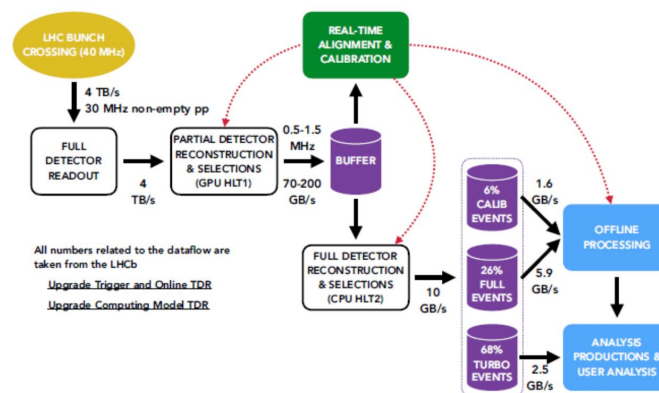 LHC BUNCH
CROSSING (40 MHz)
4 TB/s
30 MHz non-empty pp
FULL
DETECTOR
READOUT
4
TB/s
PARTIAL DETECTOR
RECONSTRUCTION
& SELECTIONS
(GPU HLT1)
0.5-1.5
MHz
70-200
GB/s
REAL-TIME
ALIGNMENT &
CALIBRATION
BUFFER
FULL DETECTOR
RECONSTRUCTION
& SELECTIONS
(CPU HLT2)
10
GB/s
6%
CALIB
EVENTS
26%
FULL
EVENTS
68%
TURBO
EVENTS
1.6
GB/s
5.9
GB/s
2.5
GB/s
OFFLINE
PROCESSING
ANALYSIS
PRODUCTIONS &
USER ANALYSIS
All numbers related to the dataflow are
taken from the LHCb
Upgrade Trigger and Online TDR
Upgrade Computing Model TDR